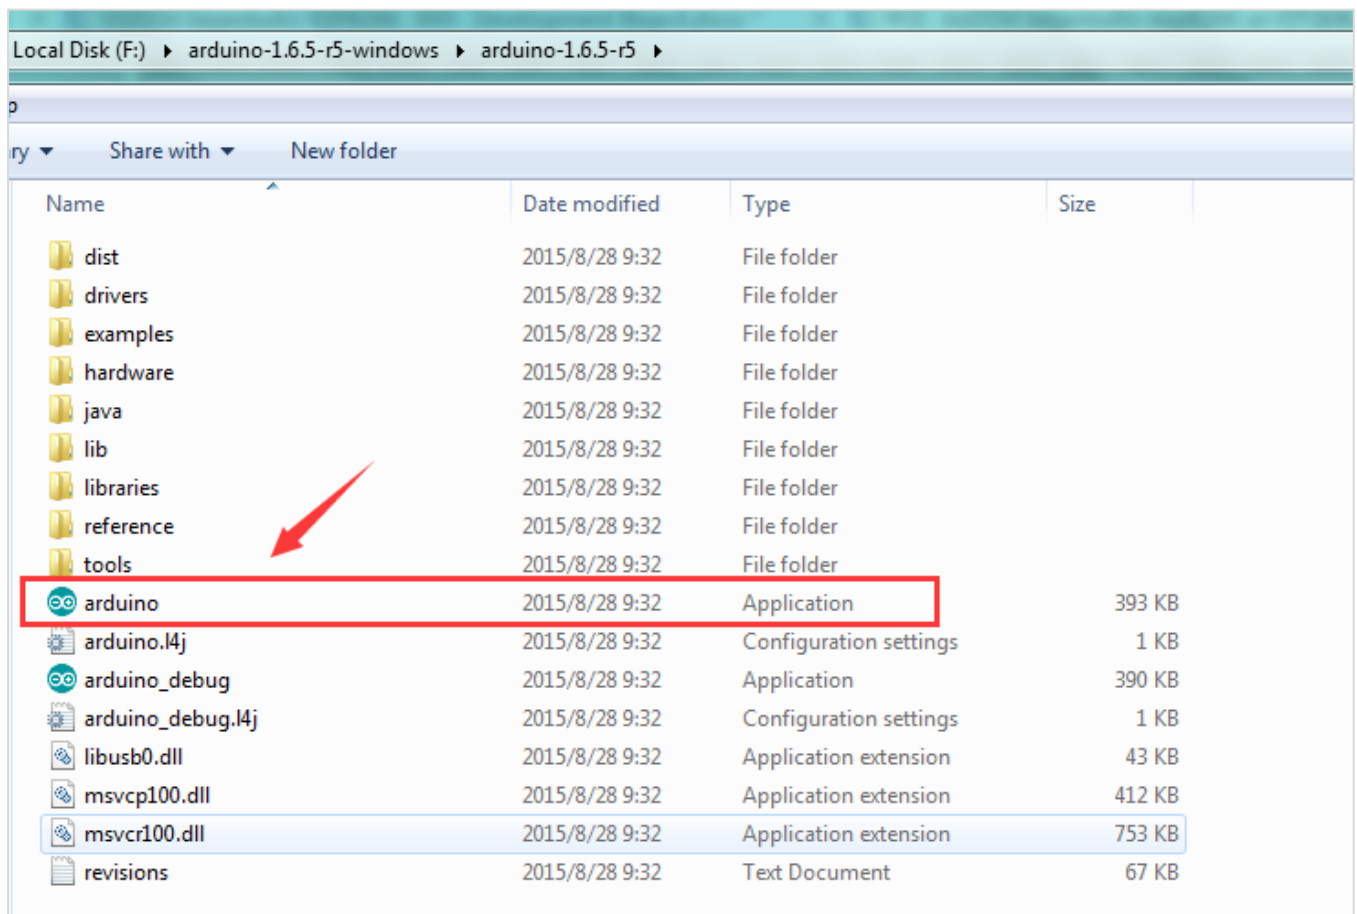 Local Disk (F:) ▸ arduino-1.6.5-r5-windows ▸ arduino-1.6.5-r5 ▸
p
ry ▾ Share with ▾ New folder
Name Date modified Type Size
dist 2015/8/28 9:32 File folder
drivers 2015/8/28 9:32 File folder
examples 2015/8/28 9:32 File folder
hardware 2015/8/28 9:32 File folder
java 2015/8/28 9:32 File folder
lib 2015/8/28 9:32 File folder
libraries 2015/8/28 9:32 File folder
reference 2015/8/28 9:32 File folder
tools 2015/8/28 9:32 File folder
arduino 2015/8/28 9:32 Application 393 KB
arduino.l4j 2015/8/28 9:32 Configuration settings 1 KB
arduino_debug 2015/8/28 9:32 Application 390 KB
arduino_debug.l4j 2015/8/28 9:32 Configuration settings 1 KB
libusb0.dll 2015/8/28 9:32 Application extension 43 KB
msvcp100.dll 2015/8/28 9:32 Application extension 412 KB
msvcr100.dll 2015/8/28 9:32 Application extension 753 KB
revisions 2015/8/28 9:32 Text Document 67 KB